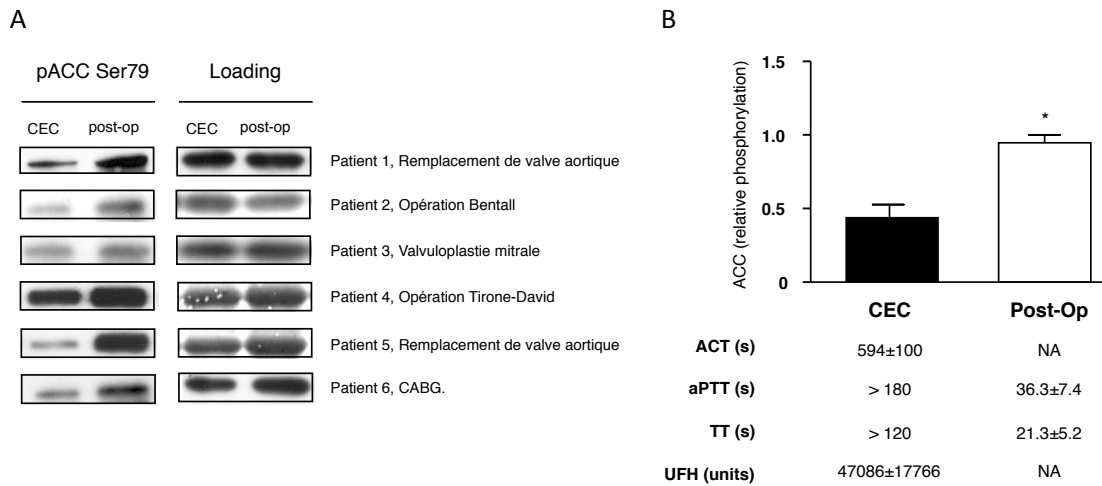 A
pACC Ser79 Loading
CEC post-op CEC post-op
Patient 1, Remplacement de valve aortique
Patient 2, Opération Bentall
Patient 3, Valvuloplastie mitrale
Patient 4, Opération Tirone-David
Patient 5, Remplacement de valve aortique
Patient 6, CABG.
B
ACC (relative phosphorylation)
1.5
1.0
0.5
0
*
CEC Post-Op
ACT (s) 594±100 NA
aPTT (s) > 180 36.3±7.4
TT (s) > 120 21.3±5.2
UFH (units) 47086±17766 NA